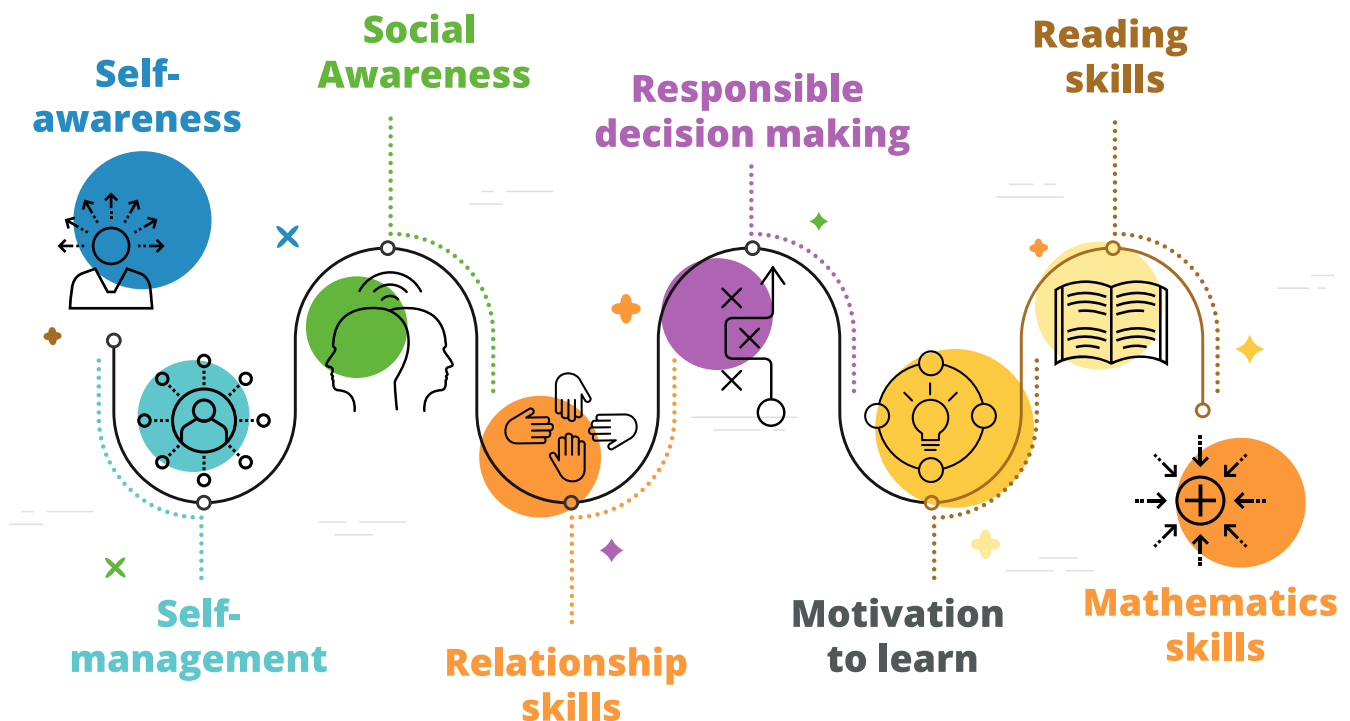 Self-
awareness
Self-
management
Social
Awareness
Relationship
skills
Responsible
decision making
Motivation
to learn
Reading
skills
Mathematics
skills